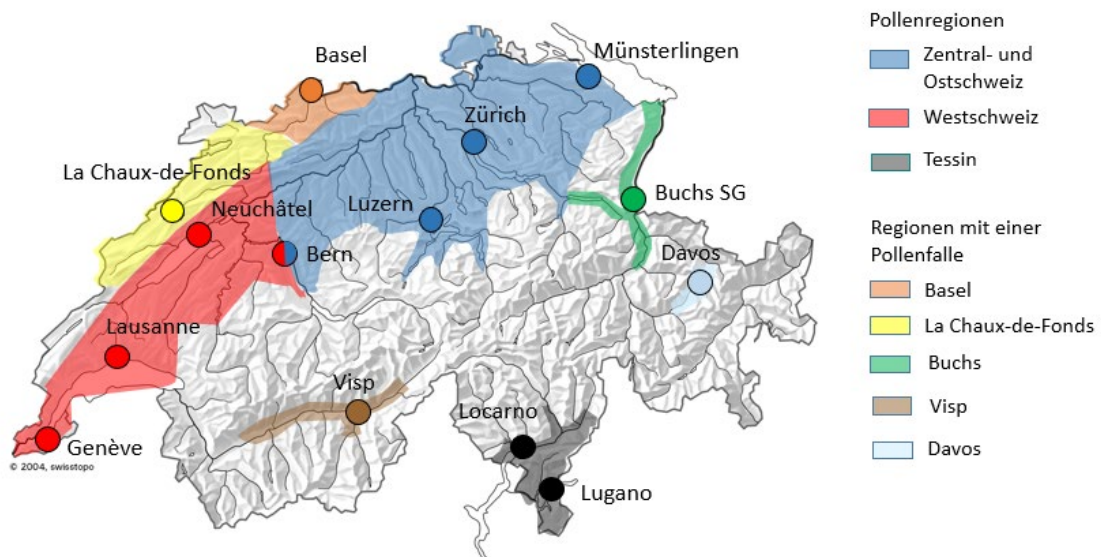 Basel
Münsterlingen
Zürich
La Chaux-de-Fonds
Neuchâtel
Luzern
Buchs SG
Bern
Davos
Lausanne
Visp
Locarno
Genève
© 2004, swisstopo
Lugano
Pollenregionen
Zentral- und
Ostschweiz
Westschweiz
Tessin
Regionen mit einer
Pollenfalle
Basel
La Chaux-de-Fonds
Buchs
Visp
Davos